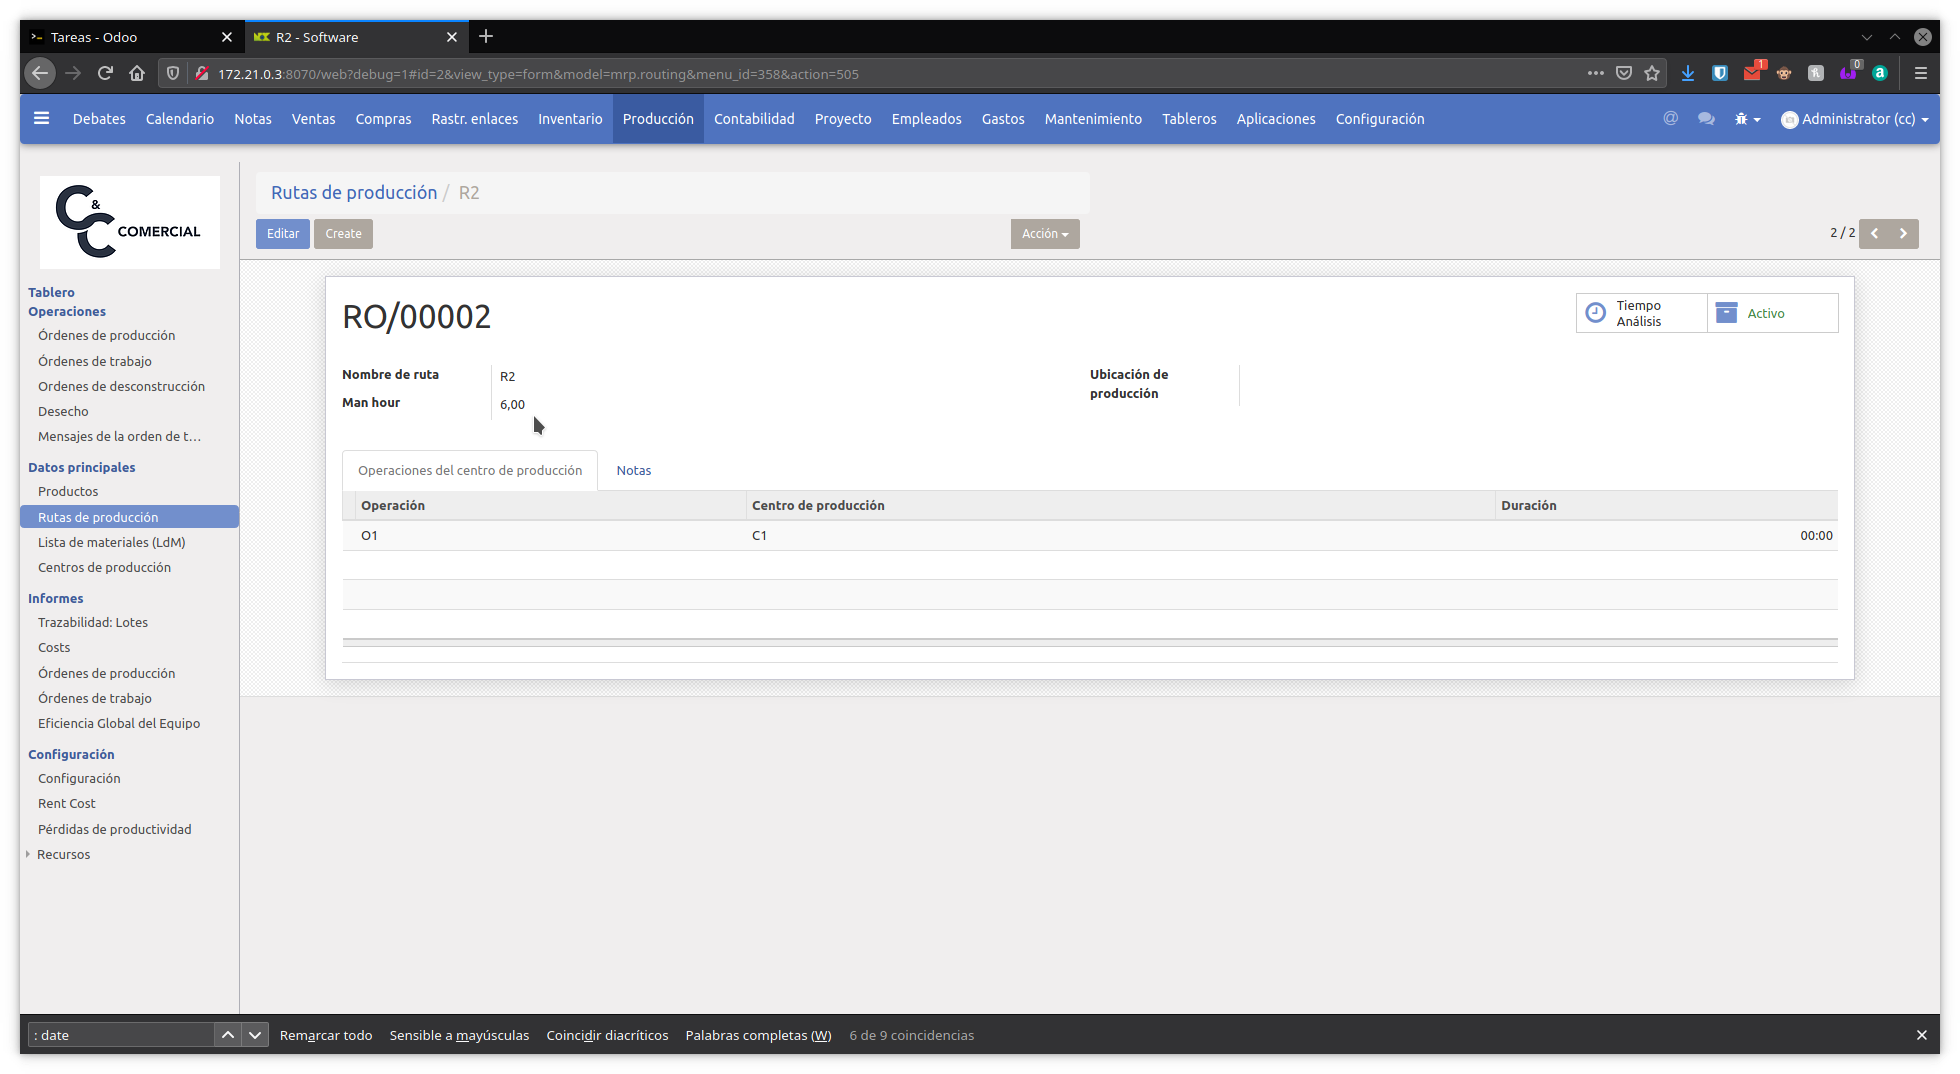 Tareas - Odoo
R2 - Software
172.21.0.3:8070/web?debug=1#id=2&view_type=form&model=mrp.routing&menu_id=358&action=505
1
0
Debates Calendario Notas Ventas Compras Rastr. enlaces Inventario Producción Contabilidad Proyecto Empleados Gastos Mantenimiento Tableros Aplicaciones Configuración
@ Administrator (cc)
C&C COMERCIAL
Tablero
Operaciones
Órdenes de producción
Órdenes de trabajo
Ordenes de desconstrucción
Desecho
Mensajes de la orden de t...
Datos principales
Productos
Rutas de producción
Lista de materiales (LdM)
Centros de producción
Informes
Trazabilidad: Lotes
Costs
Órdenes de producción
Órdenes de trabajo
Eficiencia Global del Equipo
Configuración
Configuración
Rent Cost
Pérdidas de productividad
Recursos
Rutas de producción / R2
Editar Create Acción 2 / 2
RO/00002
Tiempo
Análisis
Activo
Nombre de ruta R2
Man hour 6,00
Ubicación de
producción
Operaciones del centro de producción Notas
Operación Centro de producción Duración
O1 C1 00:00
: date Remarcar todo Sensible a mayúsculas Coincidir diacríticos Palabras completas (W) 6 de 9 coincidencias